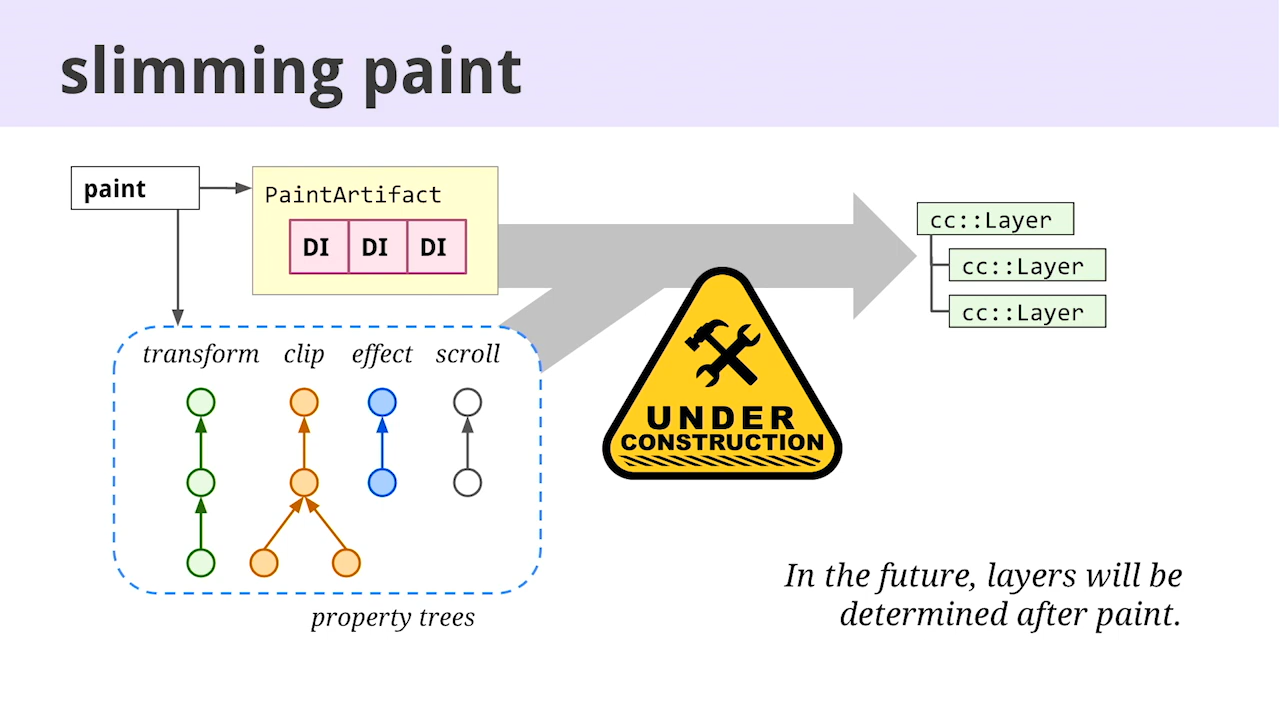 slimming paint
paint
PaintArtifact
DI DI DI
cc::Layer
cc::Layer
cc::Layer
transform clip effect scroll
UNDER
CONSTRUCTION
property trees
In the future, layers will be
determined after paint.